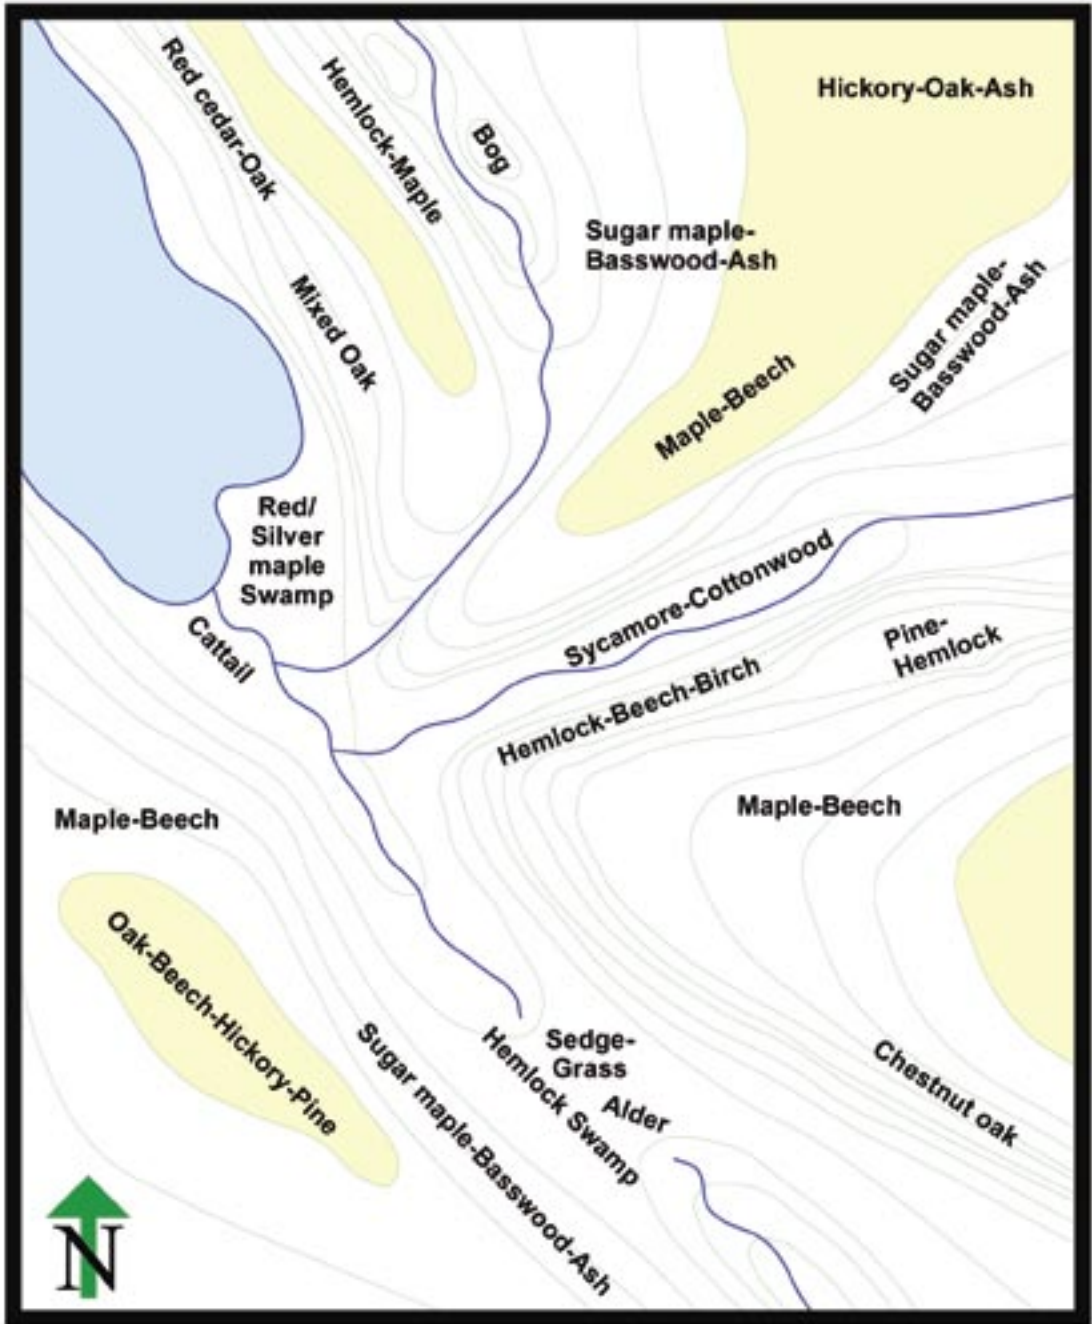 Red cedar-Oak
Hemlock-Maple
Bog
Hickory-Oak-Ash
Sugar maple-
Basswood-Ash
Mixed Oak
Sugar maple-
Basswood-Ash
Maple-Beech
Red/
Silver
maple
Swamp
Sycamore-Cottonwood
Cattail
Pine-
Hemlock
Hemlock-Beech-Birch
Maple-Beech
Maple-Beech
Oak-Beech-Hickory-Pine
Sugar maple-Basswood-Ash
Hemlock Swamp
Sedge-
Grass
Alder
Chestnut oak
N